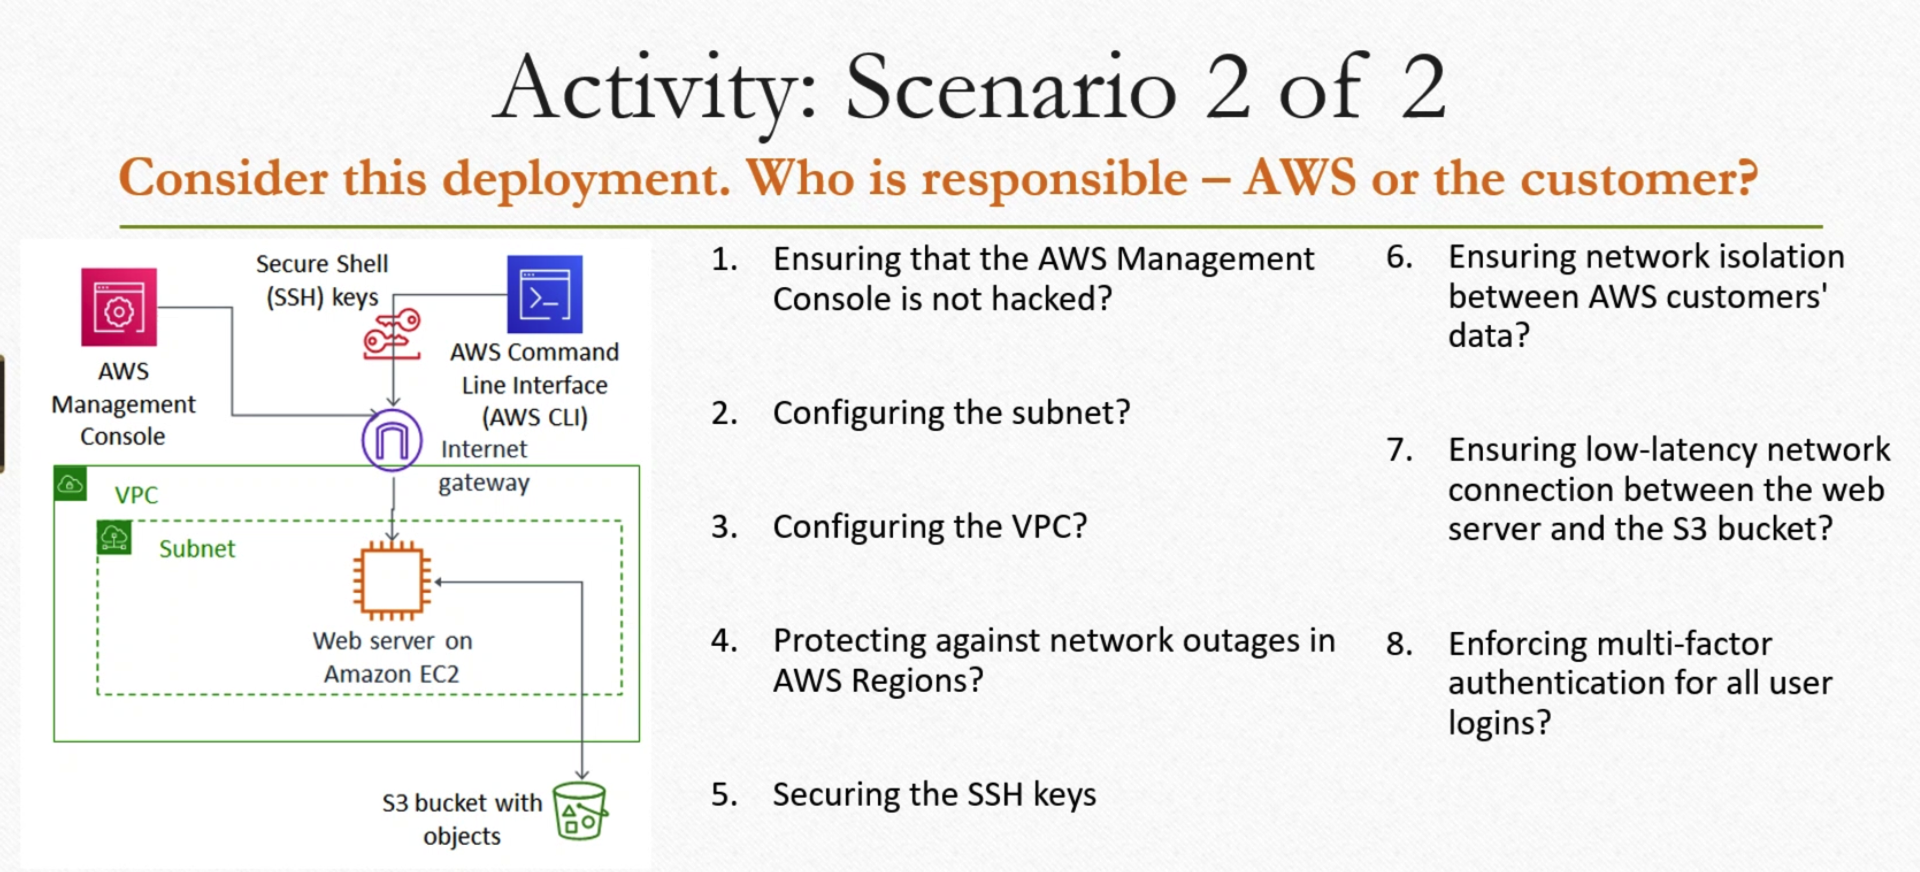 Activity: Scenario 2 of 2
Consider this deployment. Who is responsible – AWS or the customer?
Secure Shell
(SSH) keys
AWS
Management
Console
AWS Command
Line Interface
(AWS CLI)
Internet
gateway
VPC
Subnet
Web server on
Amazon EC2
S3 bucket with
objects
1. Ensuring that the AWS Management
Console is not hacked?
2. Configuring the subnet?
3. Configuring the VPC?
4. Protecting against network outages in
AWS Regions?
5. Securing the SSH keys
6. Ensuring network isolation
between AWS customers'
data?
7. Ensuring low-latency network
connection between the web
server and the S3 bucket?
8. Enforcing multi-factor
authentication for all user
logins?